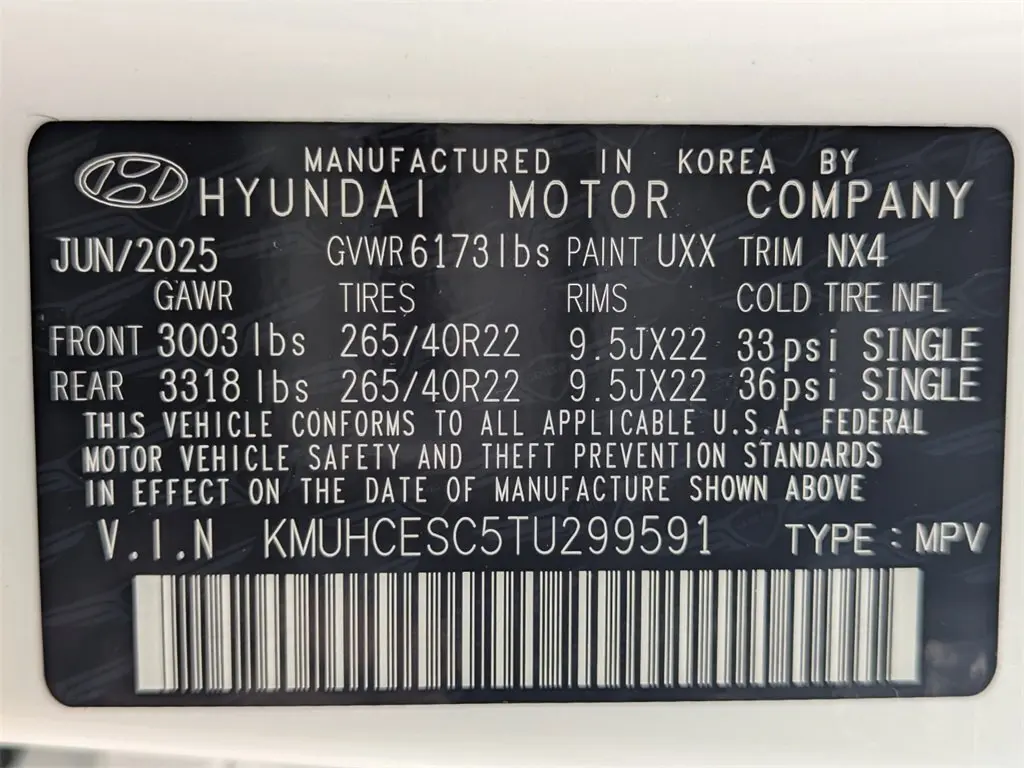 MANUFACTURED IN KOREA BY
HYUNDAI MOTOR COMPANY
JUN/2025 GVWR 6173 lbs PAINT UXX TRIM NX4
GAWR TIRES RIMS COLD TIRE INFL
FRONT 3003 lbs 265/40R22 9.5JX22 33 psi SINGLE
REAR 3318 lbs 265/40R22 9.5JX22 36 psi SINGLE
THIS VEHICLE CONFORMS TO ALL APPLICABLE U.S.A. FEDERAL
MOTOR VEHICLE SAFETY AND THEFT PREVENTION STANDARDS
IN EFFECT ON THE DATE OF MANUFACTURE SHOWN ABOVE
V.I.N KMUHCESC5TU299591 TYPE : MPV